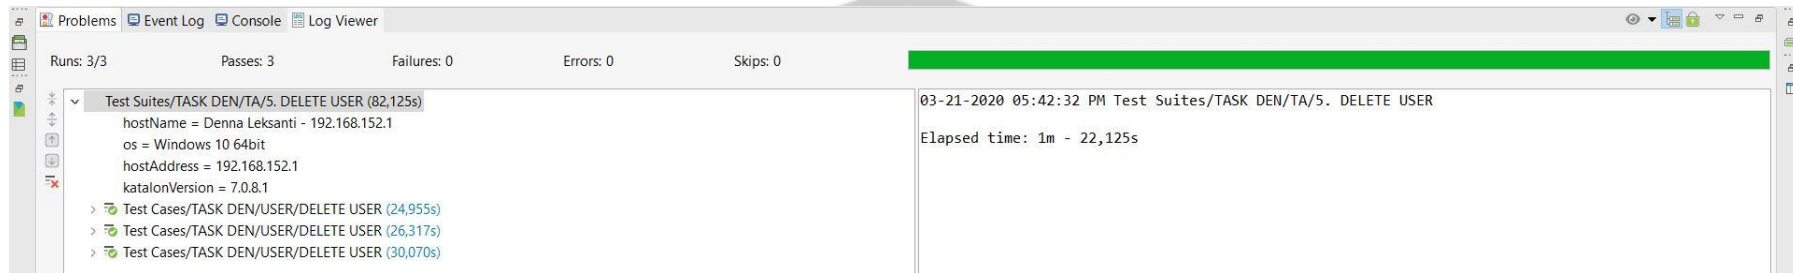 Problems Event Log Console Log Viewer
Runs: 3/3 Passes: 3 Failures: 0 Errors: 0 Skips: 0
Test Suites/TASK DEN/TA/5. DELETE USER (82,125s)
hostName = Denna Leksanti - 192.168.152.1
os = Windows 10 64bit
hostAddress = 192.168.152.1
katalonVersion = 7.0.8.1
Test Cases/TASK DEN/USER/DELETE USER (24,955s)
Test Cases/TASK DEN/USER/DELETE USER (26,317s)
Test Cases/TASK DEN/USER/DELETE USER (30,070s)
03-21-2020 05:42:32 PM Test Suites/TASK DEN/TA/5. DELETE USER
Elapsed time: 1m - 22,125s